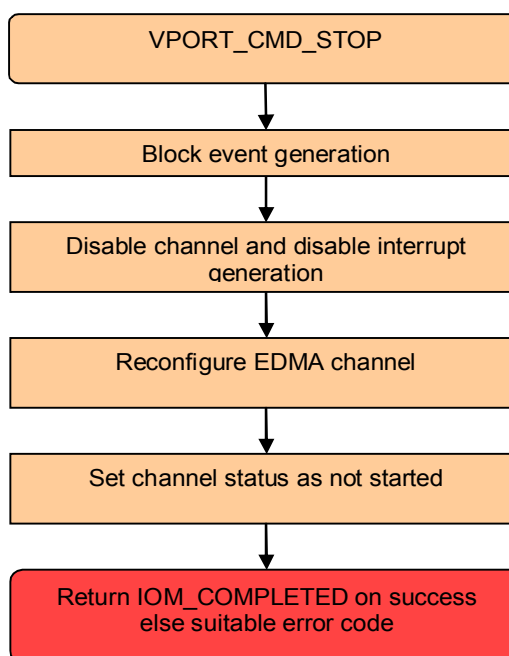 VPORT_CMD_STOP
Block event generation
Disable channel and disable interrupt
generation
Reconfigure EDMA channel
Set channel status as not started
Return IOM_COMPLETED on success
else suitable error code